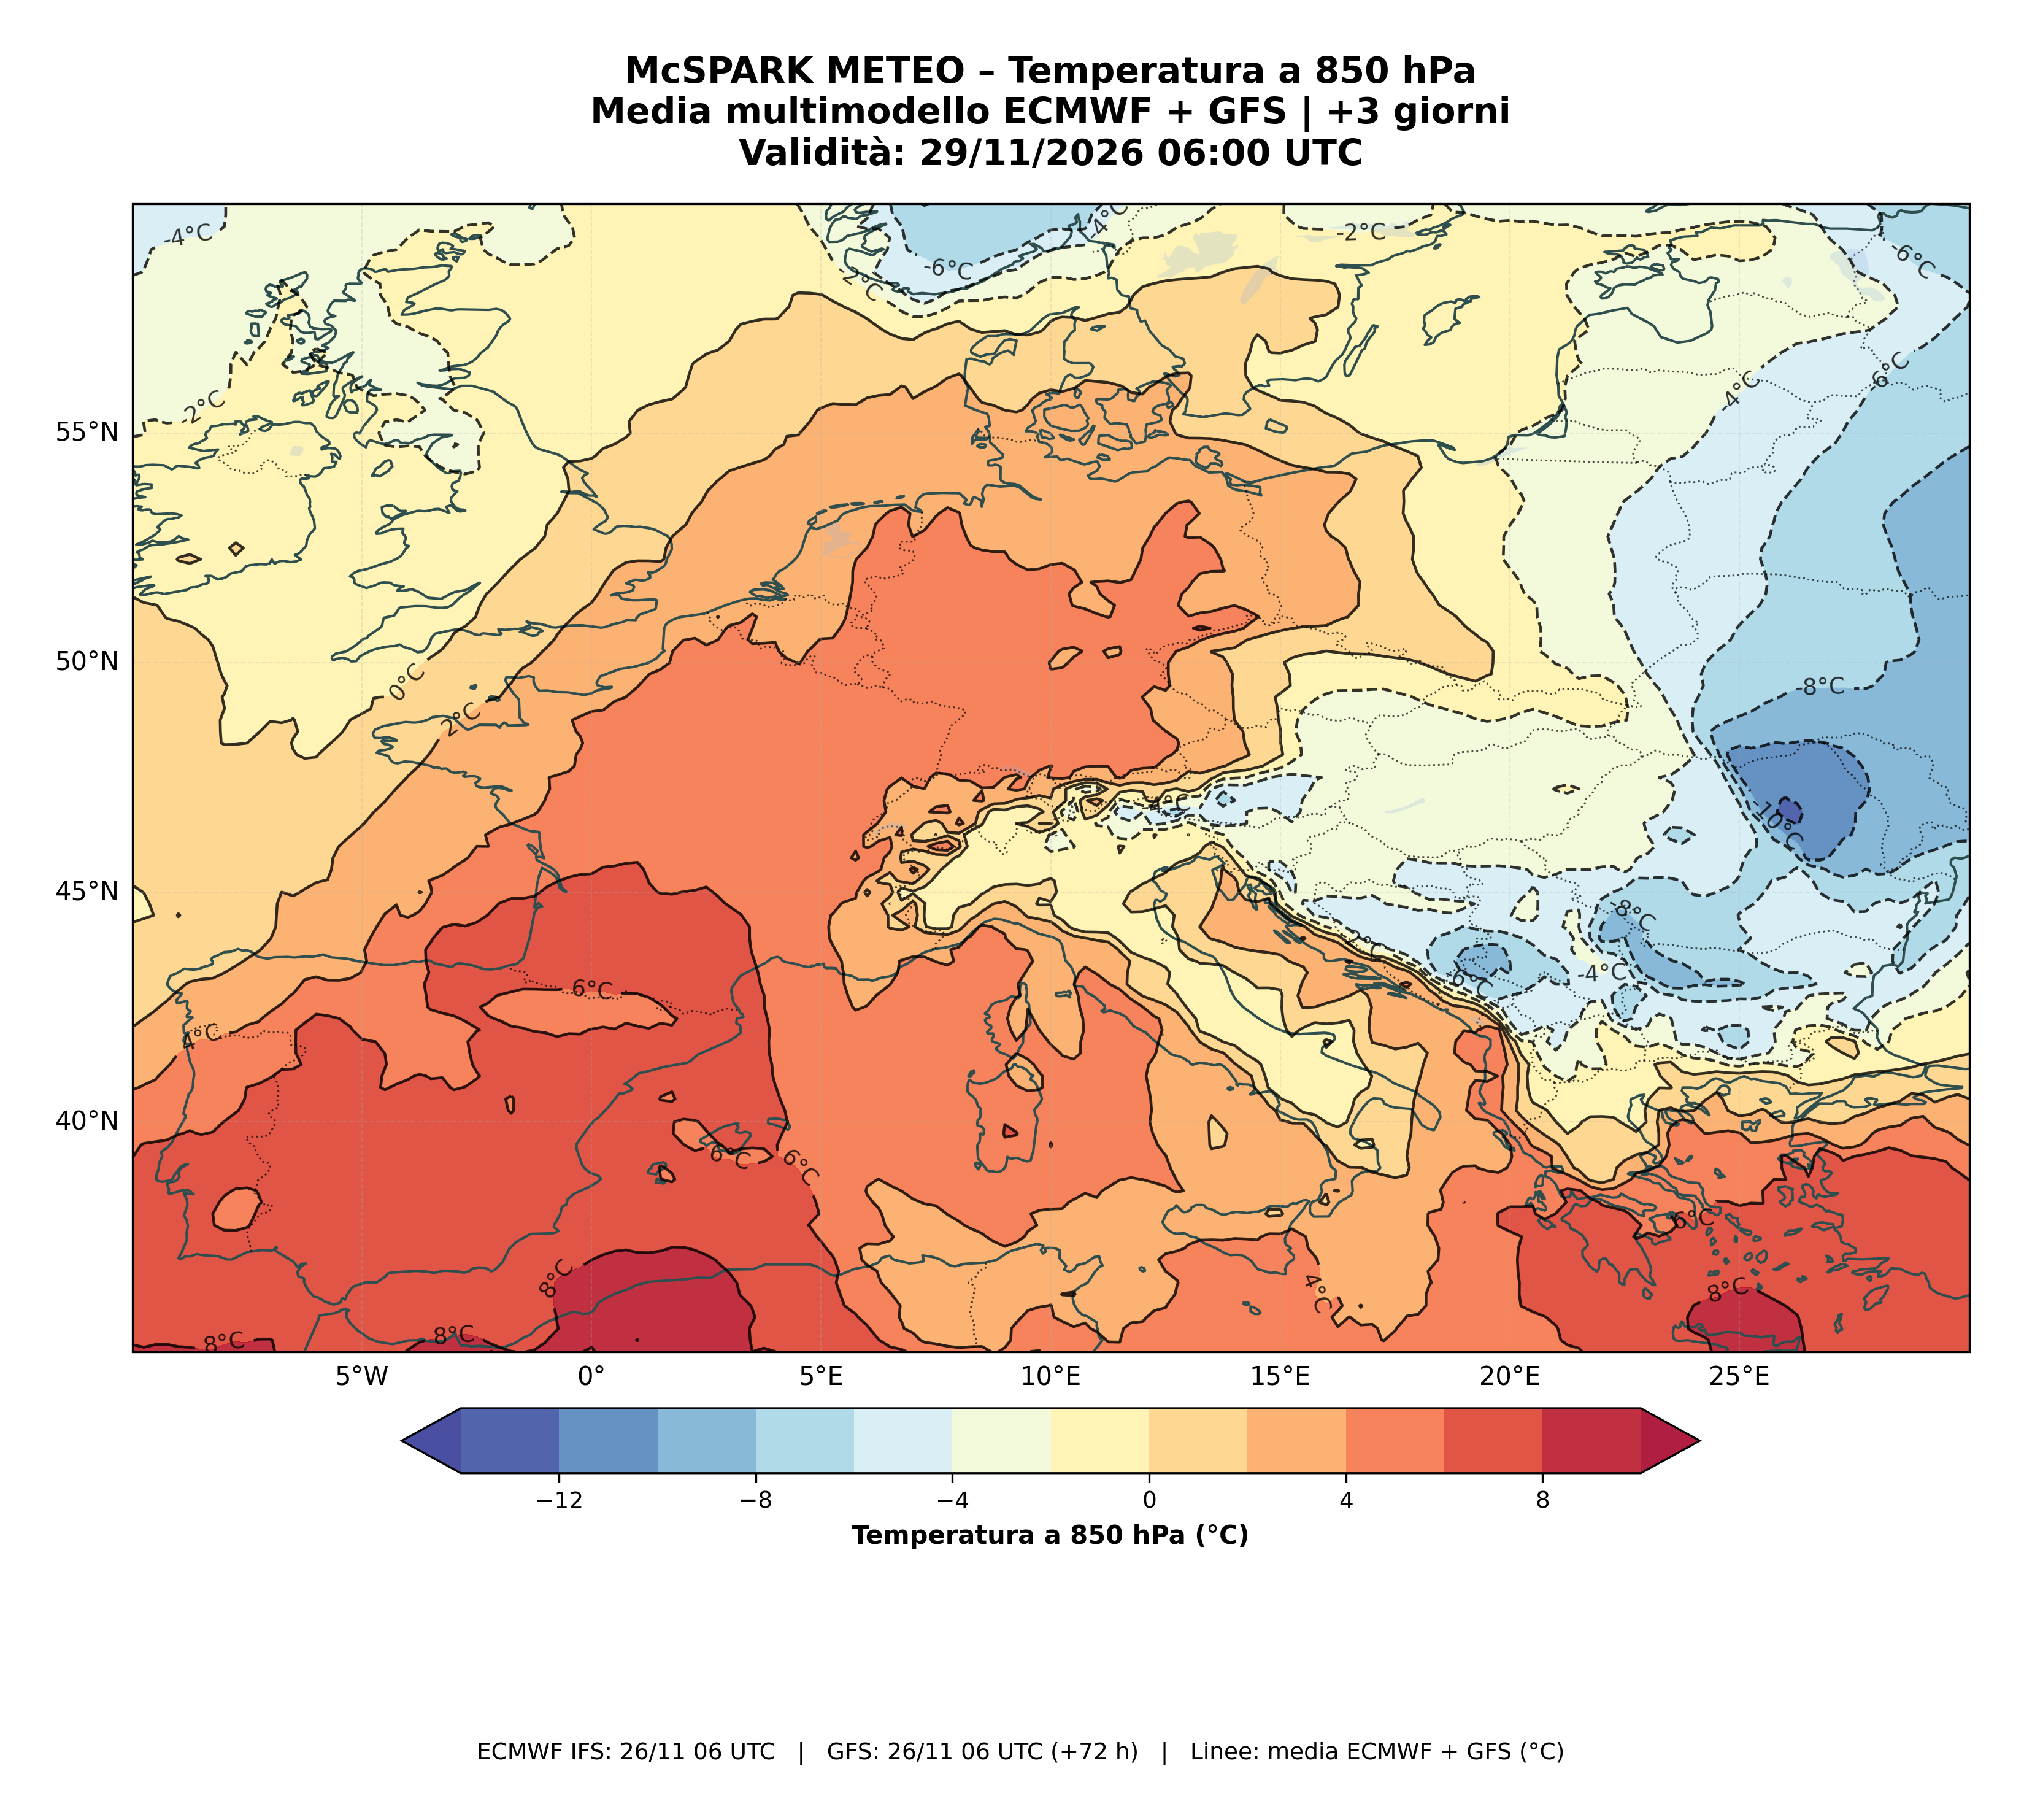 McSPARK METEO – Temperatura a 850 hPa
Media multimodello ECMWF + GFS | +3 giorni
Validità: 29/11/2026 06:00 UTC
-4°C
-4°C
-2°C
-6°C
-2°C
-6°C
-2°C
-4°C
-6°C
55°N
0°C
2°C
50°N
-8°C
-4°C
-10°C
45°N
-8°C
-2°C
-4°C
-6°C
6°C
4°C
40°N
6°C
6°C
6°C
8°C
4°C
8°C
8°C
8°C
5°W 0° 5°E 10°E 15°E 20°E 25°E
−12 −8 −4 0 4 8
Temperatura a 850 hPa (°C)
ECMWF IFS: 26/11 06 UTC | GFS: 26/11 06 UTC (+72 h) | Linee: media ECMWF + GFS (°C)